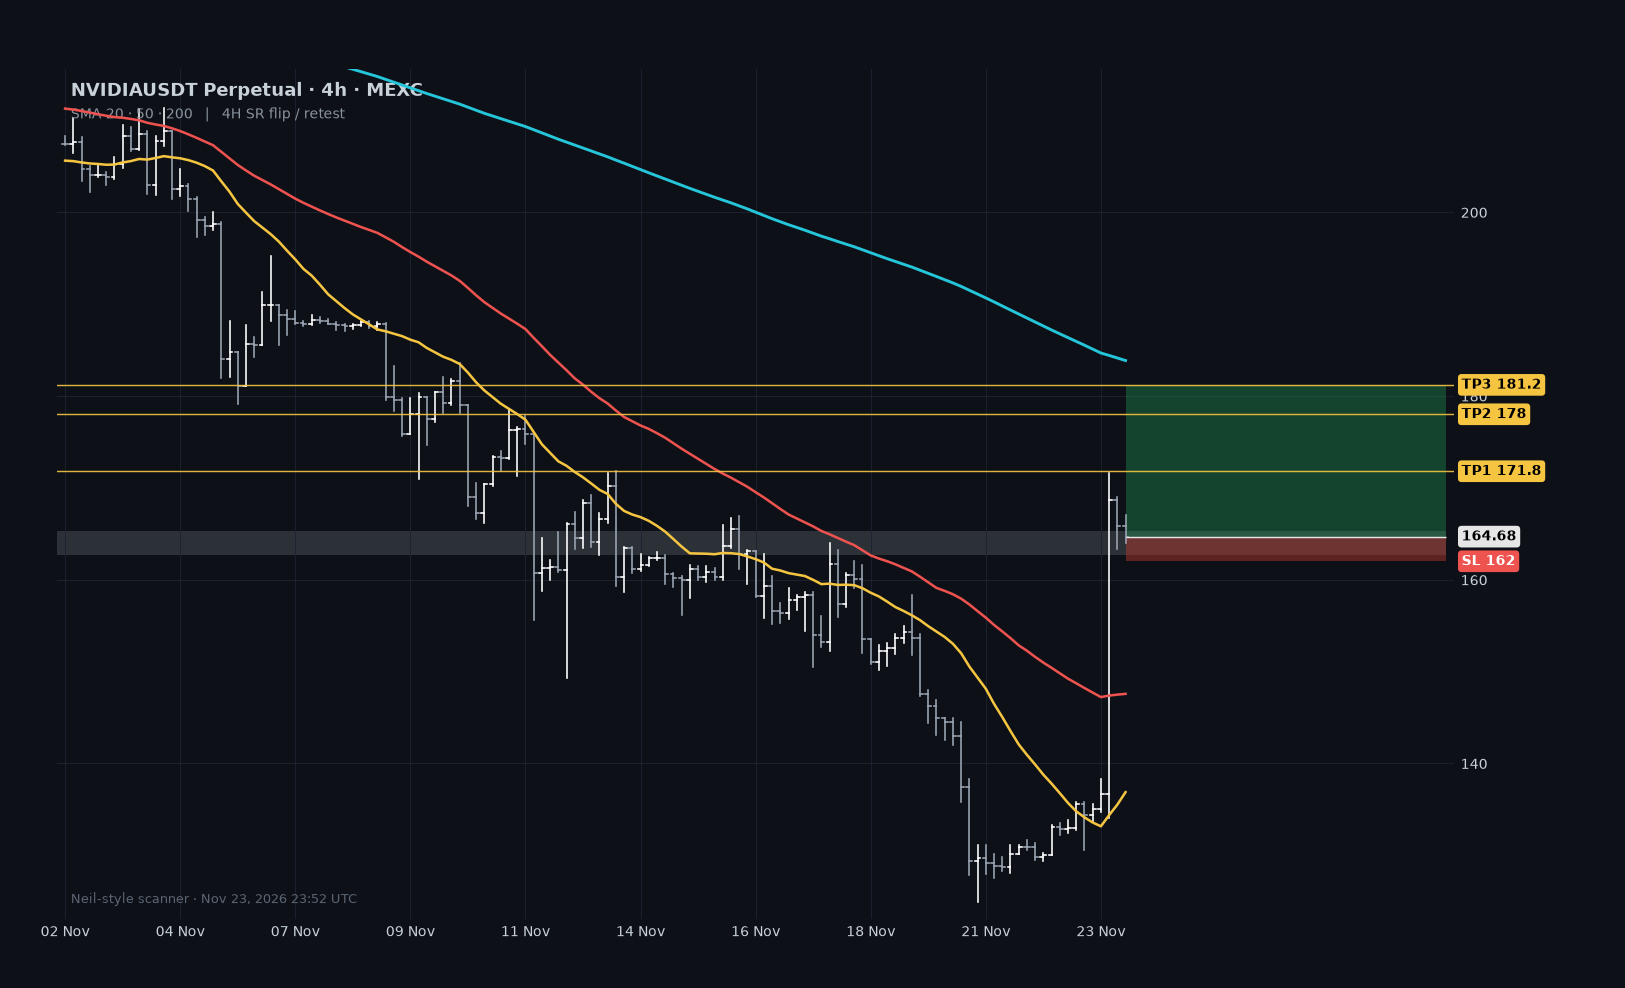 NVIDIAUSDT Perpetual · 4h · MEXC
SMA 20 · 50 · 200 | 4H SR flip / retest
200
TP3 181.2
180
TP2 178
TP1 171.8
164.68
SL 162
160
140
Neil-style scanner · Nov 23, 2026 23:52 UTC
02 Nov 04 Nov 07 Nov 09 Nov 11 Nov 14 Nov 16 Nov 18 Nov 21 Nov 23 Nov